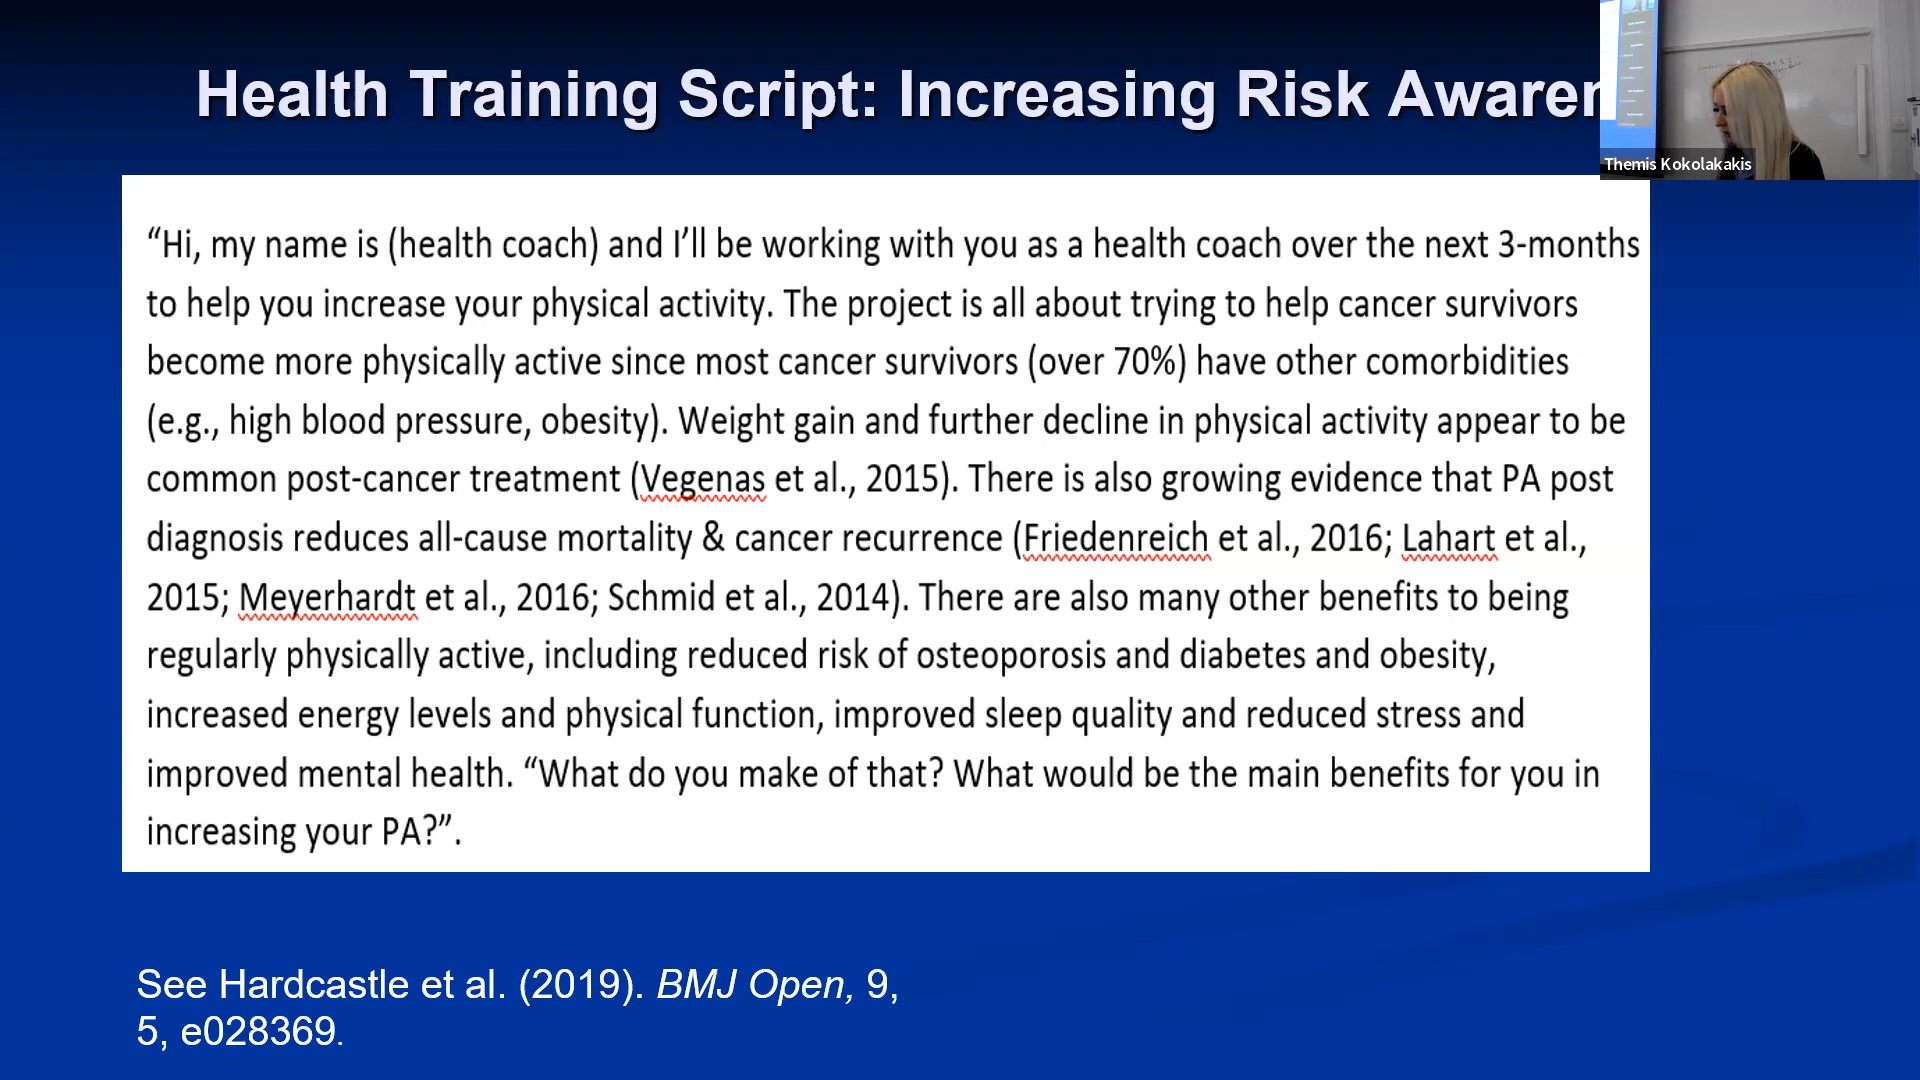 Health Training Script: Increasing Risk Awaren
Themis Kokolakakis
“Hi, my name is (health coach) and I’ll be working with you as a health coach over the next 3-months
to help you increase your physical activity. The project is all about trying to help cancer survivors
become more physically active since most cancer survivors (over 70%) have other comorbidities
(e.g., high blood pressure, obesity). Weight gain and further decline in physical activity appear to be
common post-cancer treatment (Vegenas et al., 2015). There is also growing evidence that PA post
diagnosis reduces all-cause mortality & cancer recurrence (Friedenreich et al., 2016; Lahart et al.,
2015; Meyerhardt et al., 2016; Schmid et al., 2014). There are also many other benefits to being
regularly physically active, including reduced risk of osteoporosis and diabetes and obesity,
increased energy levels and physical function, improved sleep quality and reduced stress and
improved mental health. “What do you make of that? What would be the main benefits for you in
increasing your PA?”.
See Hardcastle et al. (2019). BMJ Open, 9,
5, e028369.